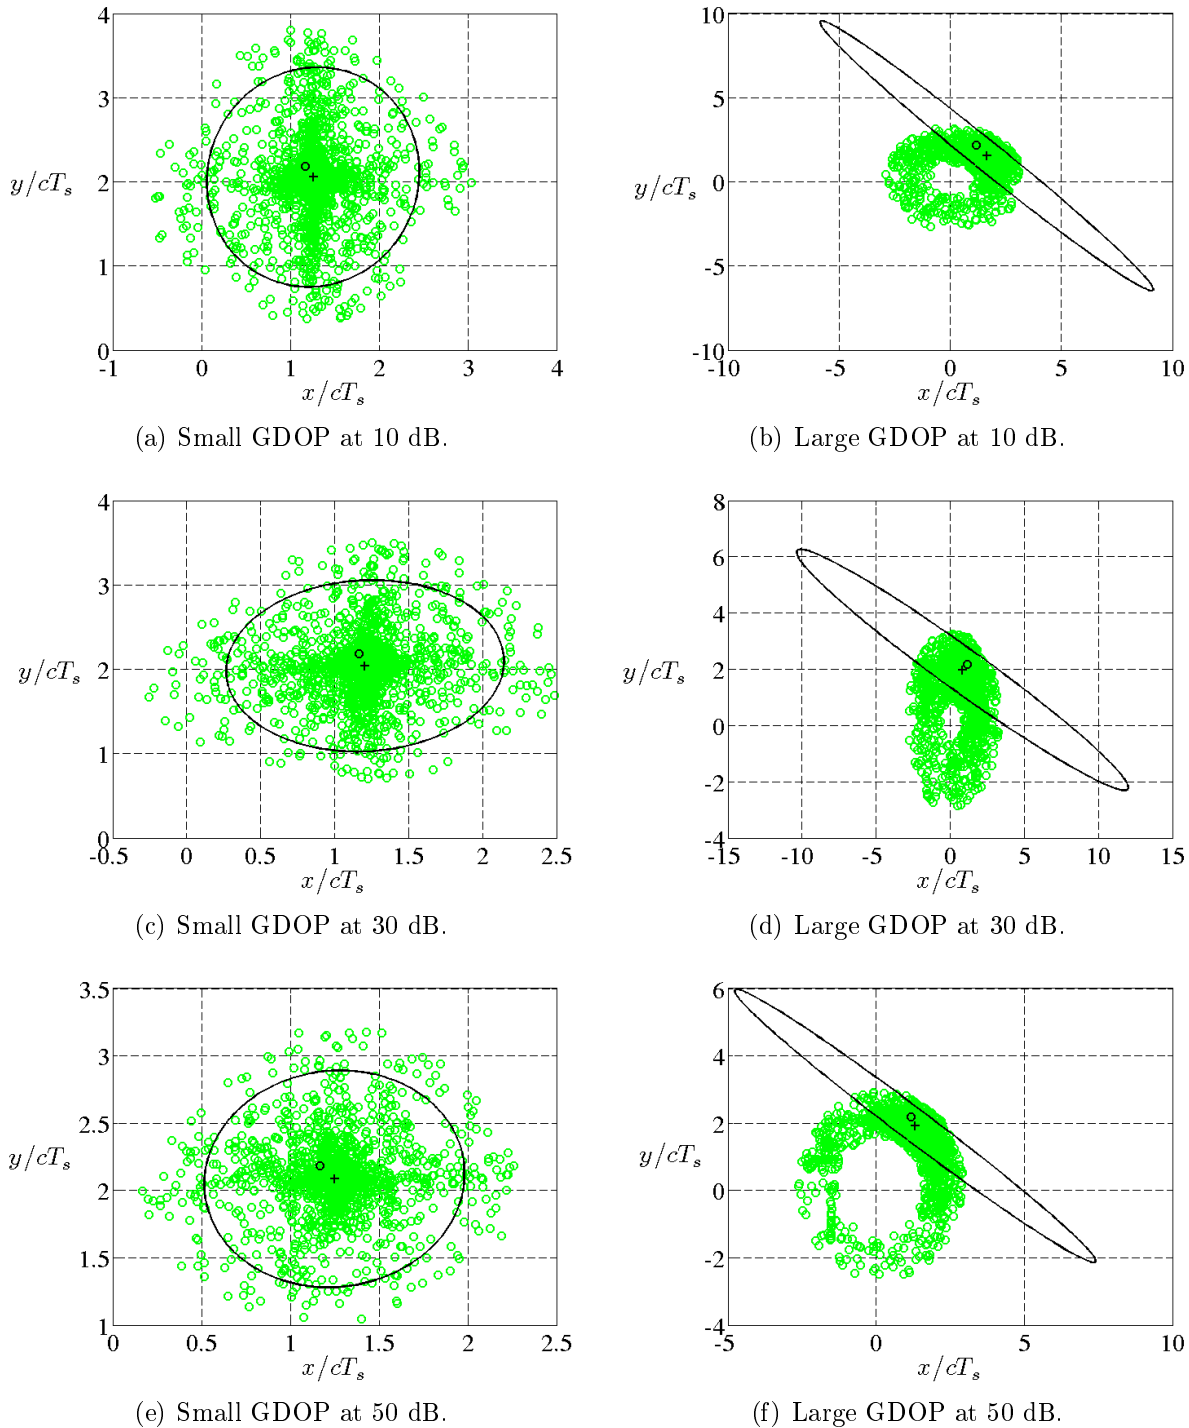 4
3
y/cT_s 2
1
0
-1 0 1 2 3 4
x/cT_s
(a) Small GDOP at 10 dB.
10
5
y/cT_s 0
-5
-10
-10 -5 0 5 10
x/cT_s
(b) Large GDOP at 10 dB.
4
3
y/cT_s 2
1
0
-0.5 0 0.5 1 1.5 2 2.5
x/cT_s
(c) Small GDOP at 30 dB.
8
6
4
y/cT_s 2
0
-2
-4
-15 -10 -5 0 5 10 15
x/cT_s
(d) Large GDOP at 30 dB.
3.5
3
2.5
y/cT_s
2
1.5
1
0 0.5 1 1.5 2 2.5
x/cT_s
(e) Small GDOP at 50 dB.
6
4
2
y/cT_s
0
-2
-4
-5 0 5 10
x/cT_s
(f) Large GDOP at 50 dB.